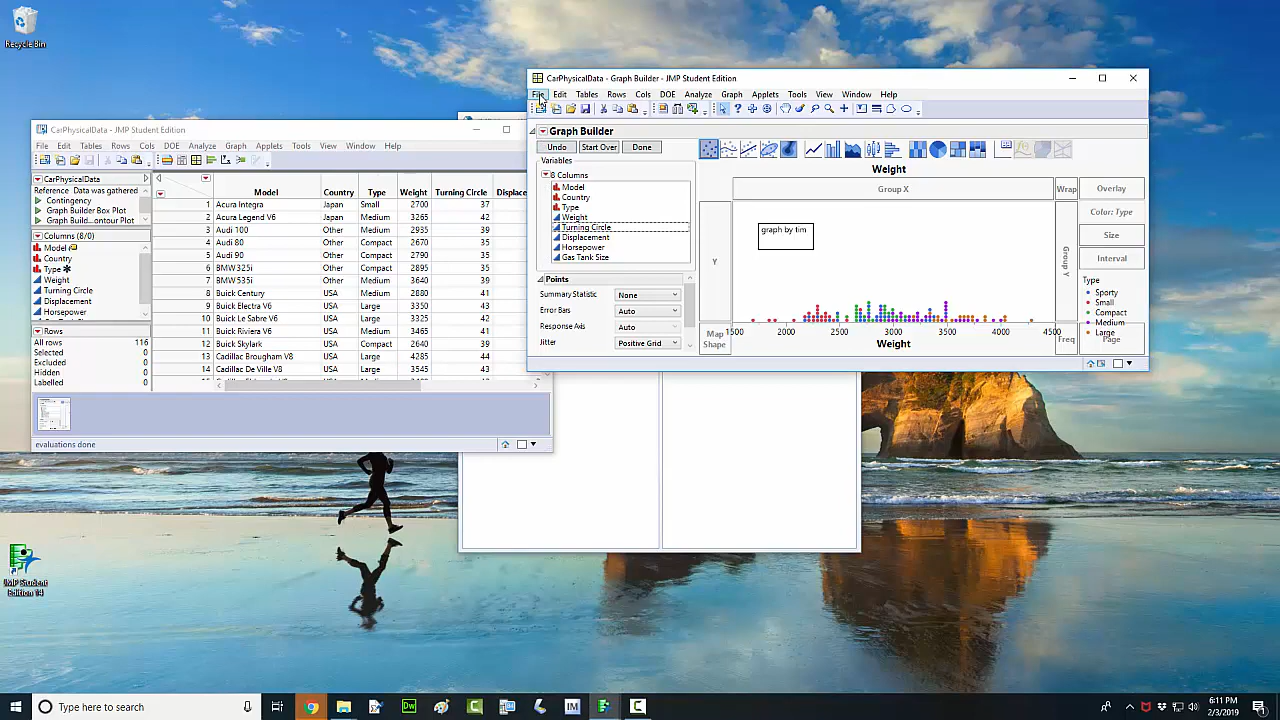 Recycle Bin
CarPhysicalData - JMP Student Edition
File Edit Tables Rows Cols DOE Analyze Graph Tools View Window Help
CarPhysicalData
Reference Data was gathered
Contingency
Graph Builder Box Plot
Columns (8/0)
Model
Country
Type
Weight
Turning Circle
Displacement
Horsepower
Rows
All rows 116
Selected 0
Excluded 0
Hidden 0
Labelled 0
Model Country Type Weight Turning Circle Displace
1 Acura Integra Japan Small 2700 37
2 Acura Legend V6 Japan Medium 3265 42
3 Audi 100 Other Medium 2935 39
4 Audi 80 Other Compact 2670 35
5 Audi 90 Other Compact 2790 35
6 BMW 325i Other Compact 2895 35
7 BMW 535i Other Medium 3640 39
8 Buick Century USA Medium 2880 41
9 Buick Electra V6 USA Large 3350 43
10 Buick Le Sabre V6 USA Large 3325 42
11 Buick Riviera V6 USA Medium 3465 41
12 Buick Skylark USA Compact 2640 39
13 Cadillac Brougham V8 USA Large 4285 44
14 Cadillac De Ville V8 USA Large 3545 43
evaluations done
CarPhysicalData - Graph Builder - JMP Student Edition
File Edit Tables Rows Cols DOE Analyze Graph Applets Tools View Window Help
Graph Builder
Undo Start Over Done
Variables
8 Columns
Model
Country
Type
Weight
Turning Circle
Displacement
Horsepower
Gas Tank Size
Points
Summary Statistic None
Error Bars Auto
Response Axis Auto
Jitter Positive Grid
Weight
Group X
Wrap
Overlay
Color: Type
Size
Interval
Y
graph by tim
Group Y
Type
Sporty
Small
Compact
Medium
Large
Map
Shape
1500 2000 2500 3000 3500 4000 4500
Weight
Freq
Page
JMP Student
Edition 14
Type here to search
Dw
IM
6:11 PM
2/3/2019